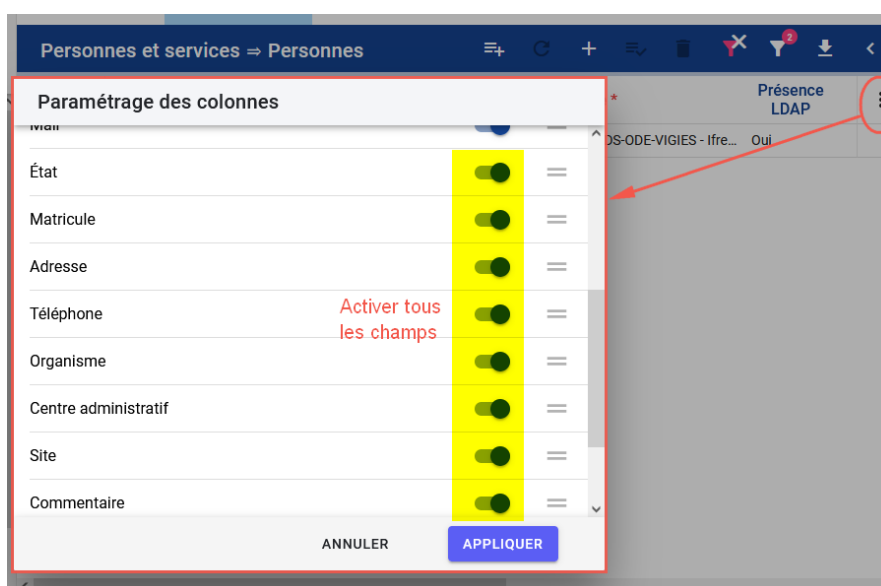 Personnes et services ⇒ Personnes
2
Paramétrage des colonnes
*
Présence
LDAP
Mail
DS-ODE-VIGIES - Ifre... Oui
État
Matricule
Adresse
Téléphone
Activer tous
les champs
Organisme
Centre administratif
Site
Commentaire
ANNULER
APPLIQUER